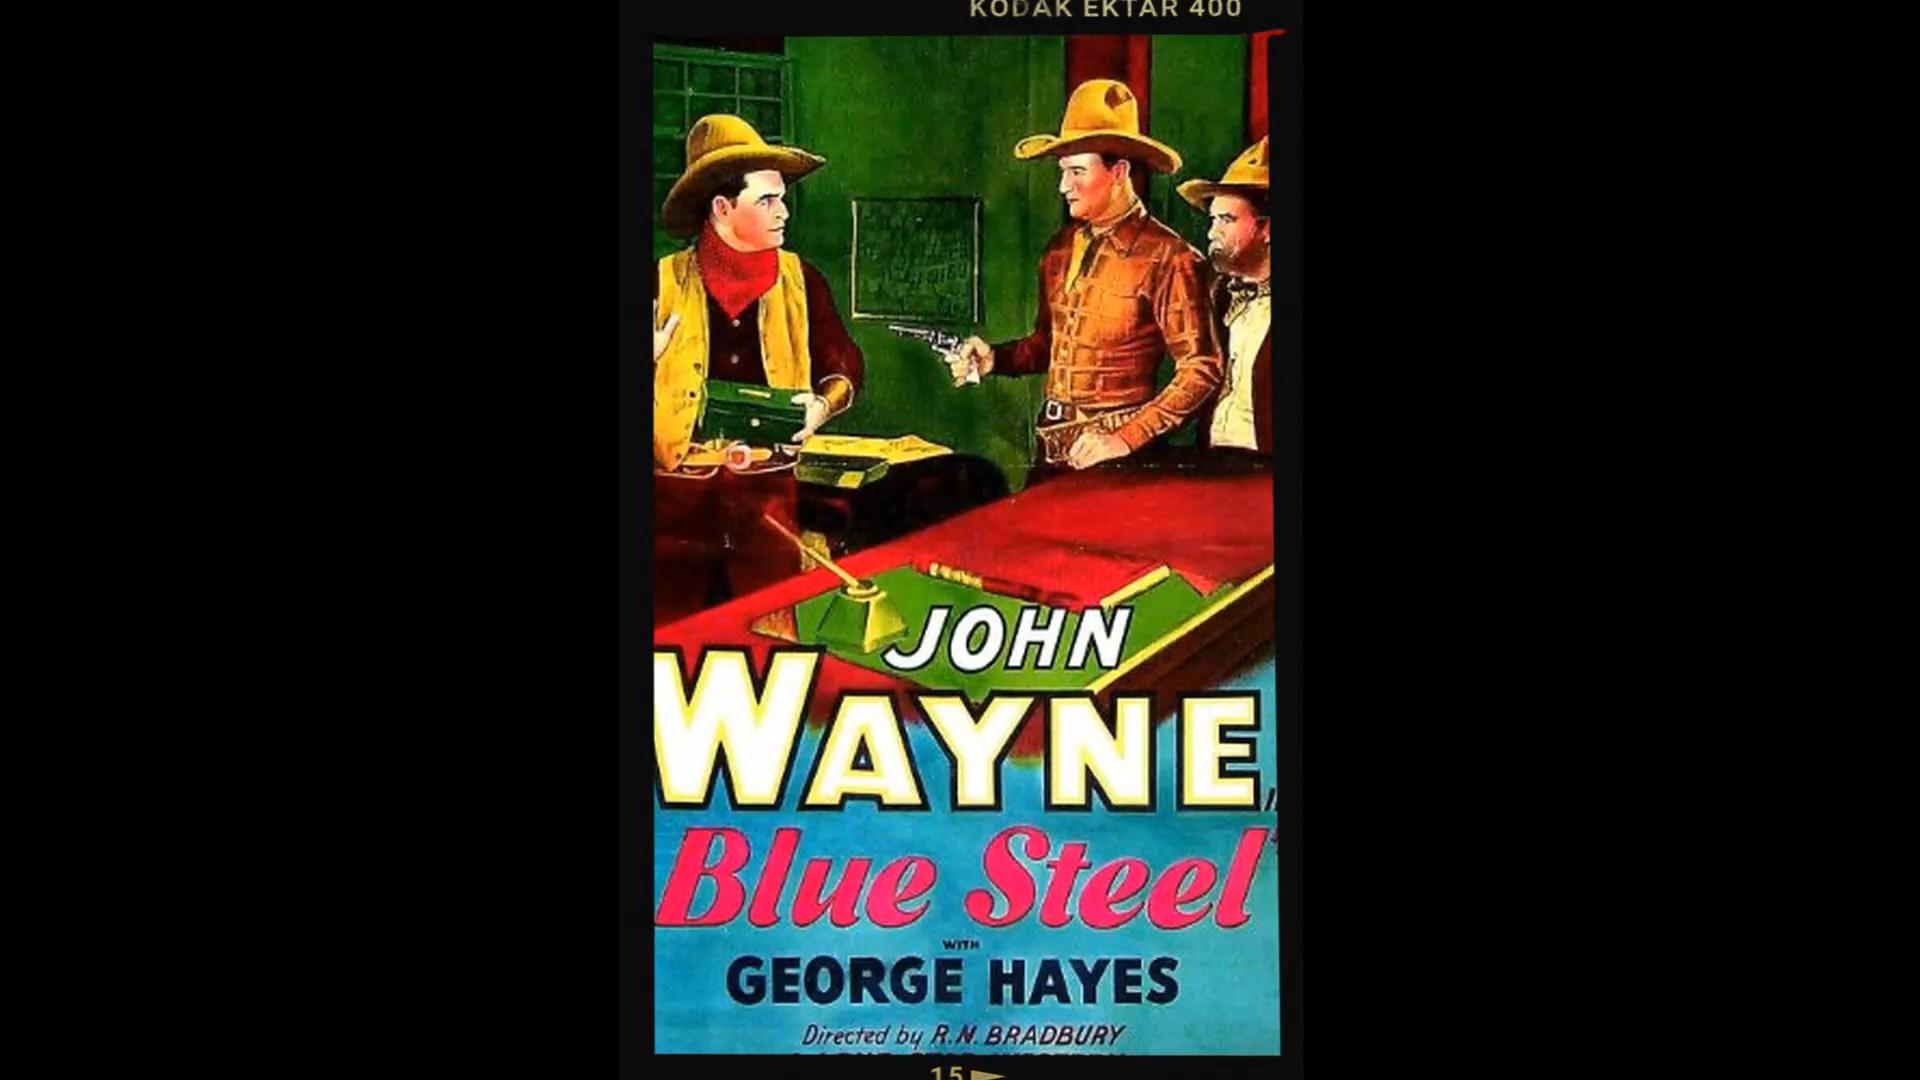 KODAK EKTAR 400
JOHN
WAYNE
Blue Steel
WITH
GEORGE HAYES
Directed by R.N. BRADBURY
15